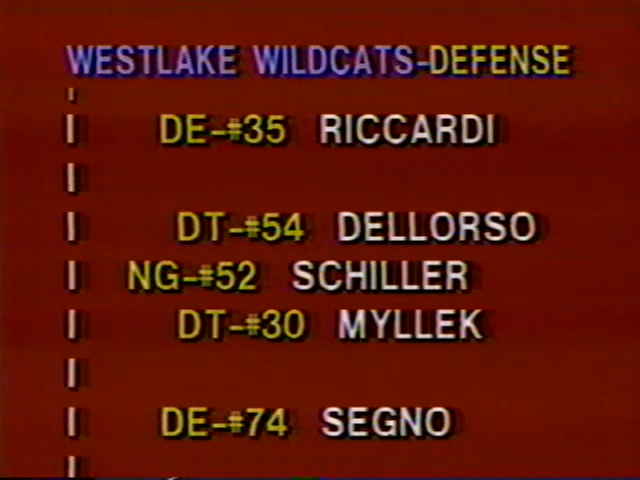 WESTLAKE WILDCATS-DEFENSE
DE-#35 RICCARDI
DT-#54 DELLORSO
NG-#52 SCHILLER
DT-#30 MYLLEK
DE-#74 SEGNO